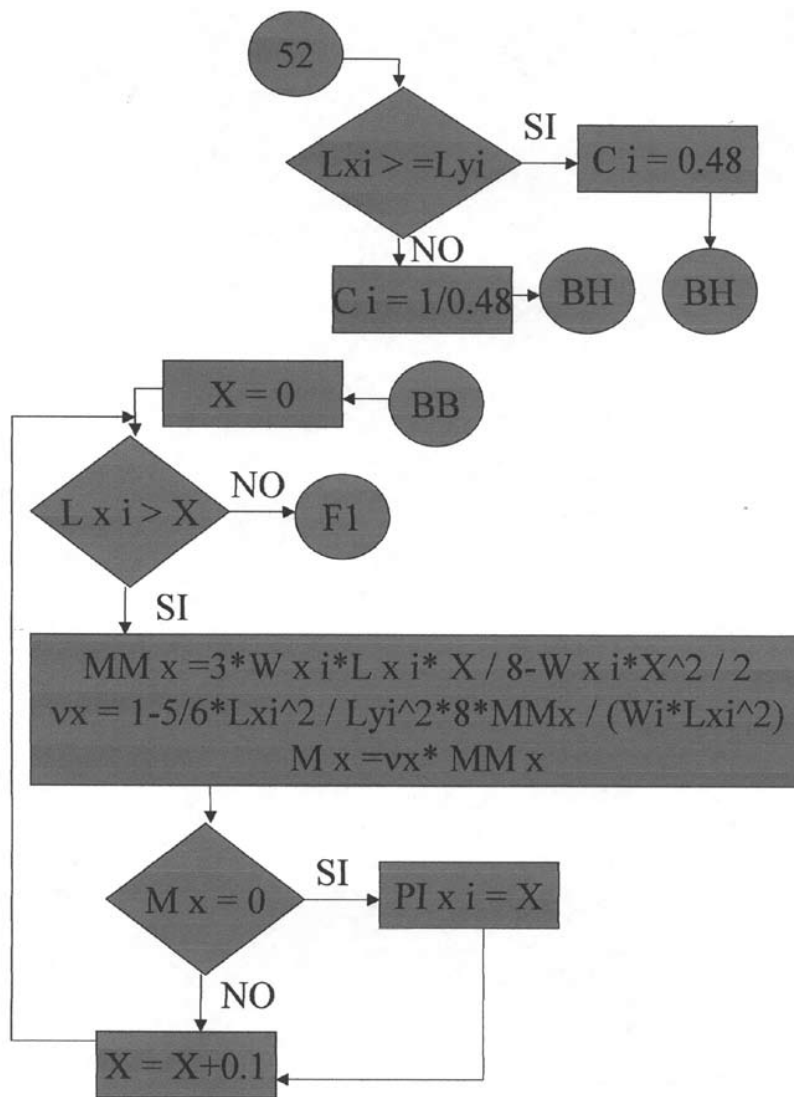 52
Lxi > =Lyi
SI
C i = 0.48
NO
C i = 1/0.48
BH
BH
X = 0
BB
L x i > X
NO
F1
SI
MM x =3*W x i*L x i* X / 8-W x i*X^2 / 2
νx = 1-5/6*Lxi^2 / Lyi^2*8*MMx / (Wi*Lxi^2)
M x =νx* MM x
M x = 0
SI
PI x i = X
NO
X = X+0.1